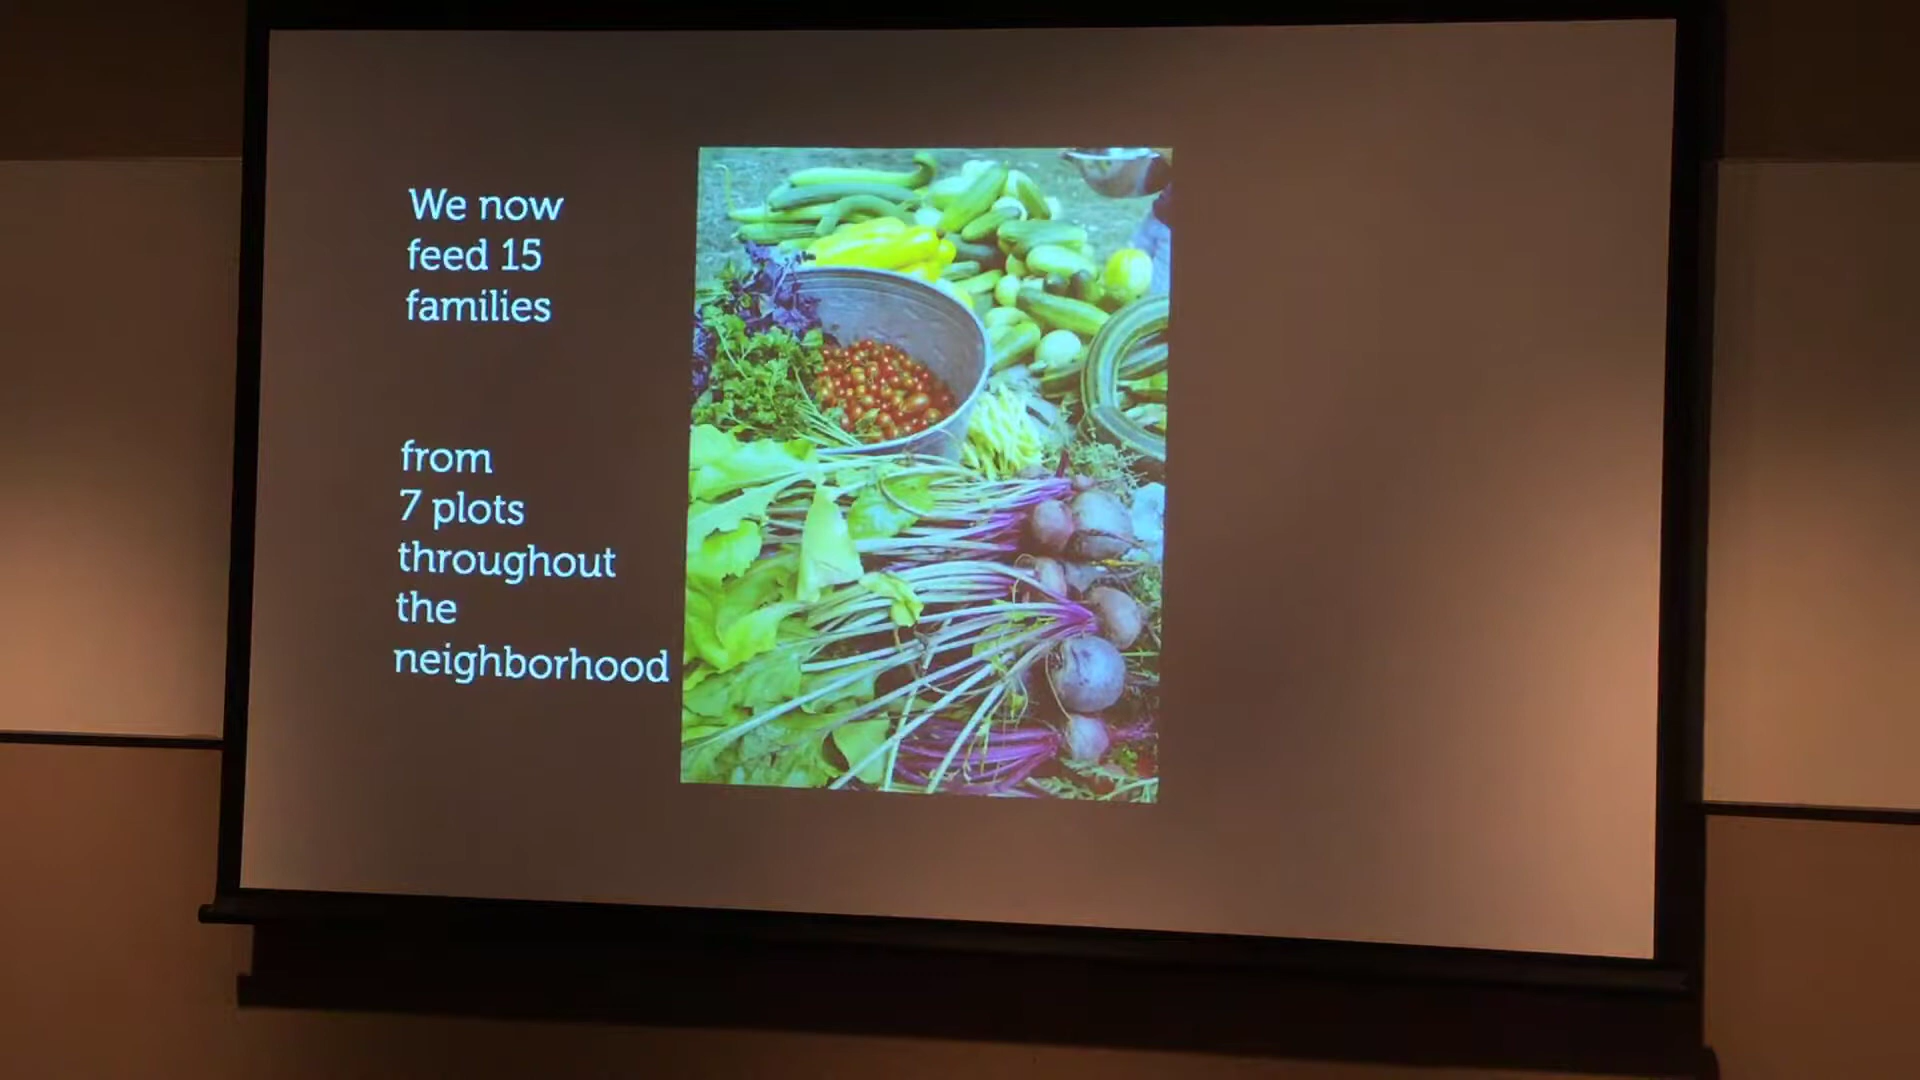 We now
feed 15
families
from
7 plots
throughout
the
neighborhood